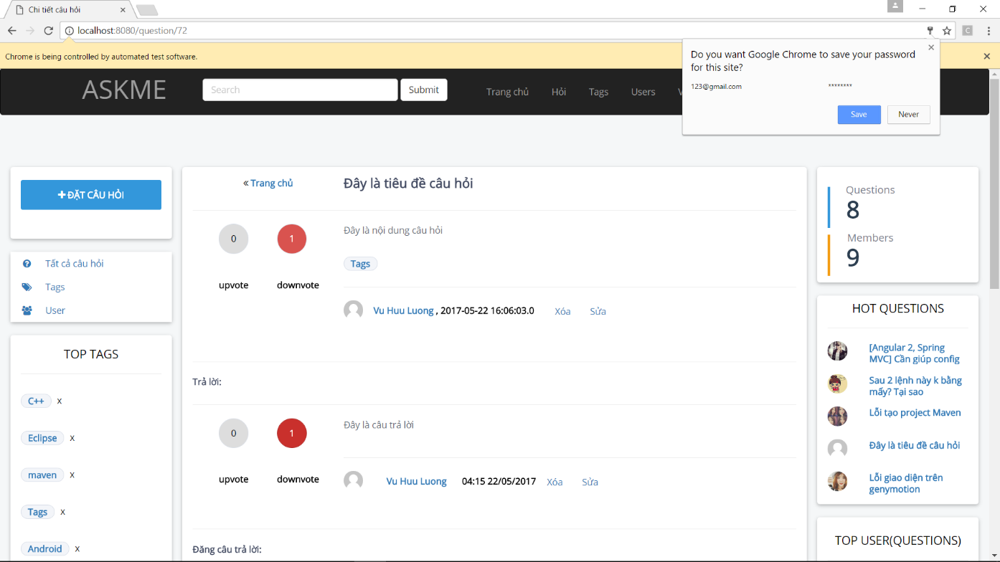 Chi tiết câu hỏi
localhost:8080/question/72
C
Chrome is being controlled by automated test software.
Do you want Google Chrome to save your password
for this site?
123@gmail.com ********
Save Never
ASKME
Search Submit Trang chủ Hỏi Tags Users
ĐẶT CÂU HỎI
Tất cả câu hỏi
Tags
User
TOP TAGS
C++ x
Eclipse x
maven x
Tags x
Android x
« Trang chủ Đây là tiêu đề câu hỏi
0 1 Đây là nội dung câu hỏi
Tags
upvote downvote
Vu Huu Luong , 2017-05-22 16:06:03.0 Xóa Sửa
Trả lời:
0 1 Đây là câu trả lời
upvote downvote
Vu Huu Luong 04:15 22/05/2017 Xóa Sửa
Đăng câu trả lời:
Questions
8
Members
9
HOT QUESTIONS
[Angular 2, Spring
MVC] Cần giúp config
Sau 2 lệnh này k bằng
mấy? Tại sao
Lỗi tạo project Maven
Đây là tiêu đề câu hỏi
Lỗi giao diện trên
genymotion
TOP USER(QUESTIONS)